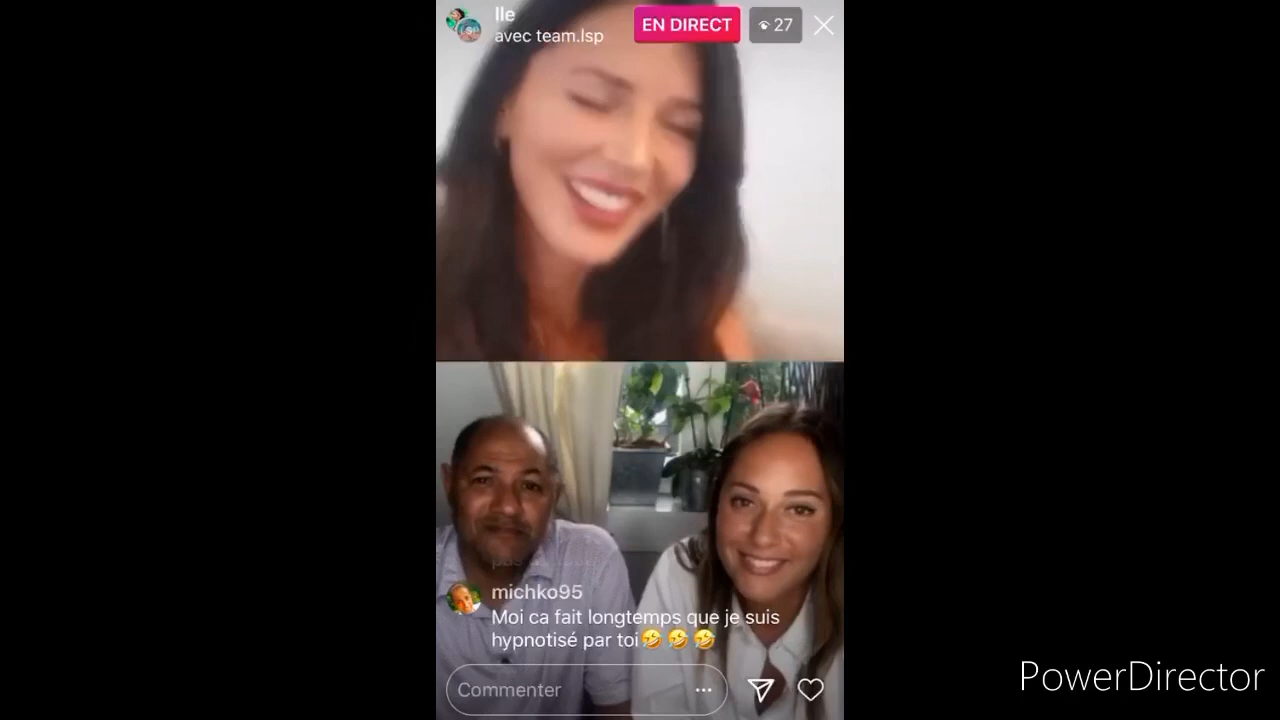 lle
avec team.lsp
EN DIRECT
27
michko95
Moi ca fait longtemps que je suis
hypnotisé par toi🤣🤣🤣
Commenter
PowerDirector